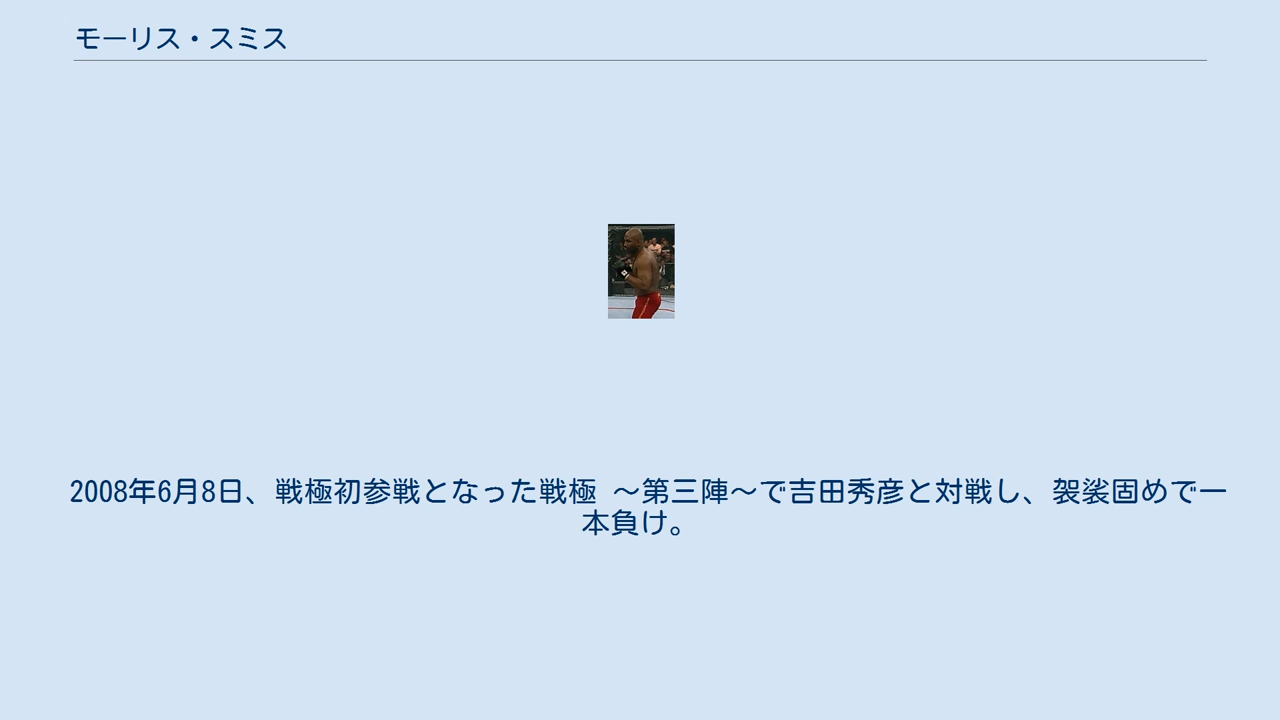 モーリス・スミス
2008年6月8日、戦極初参戦となった戦極 〜第三陣〜で吉田秀彦と対戦し、袈裟固めで一
本負け。